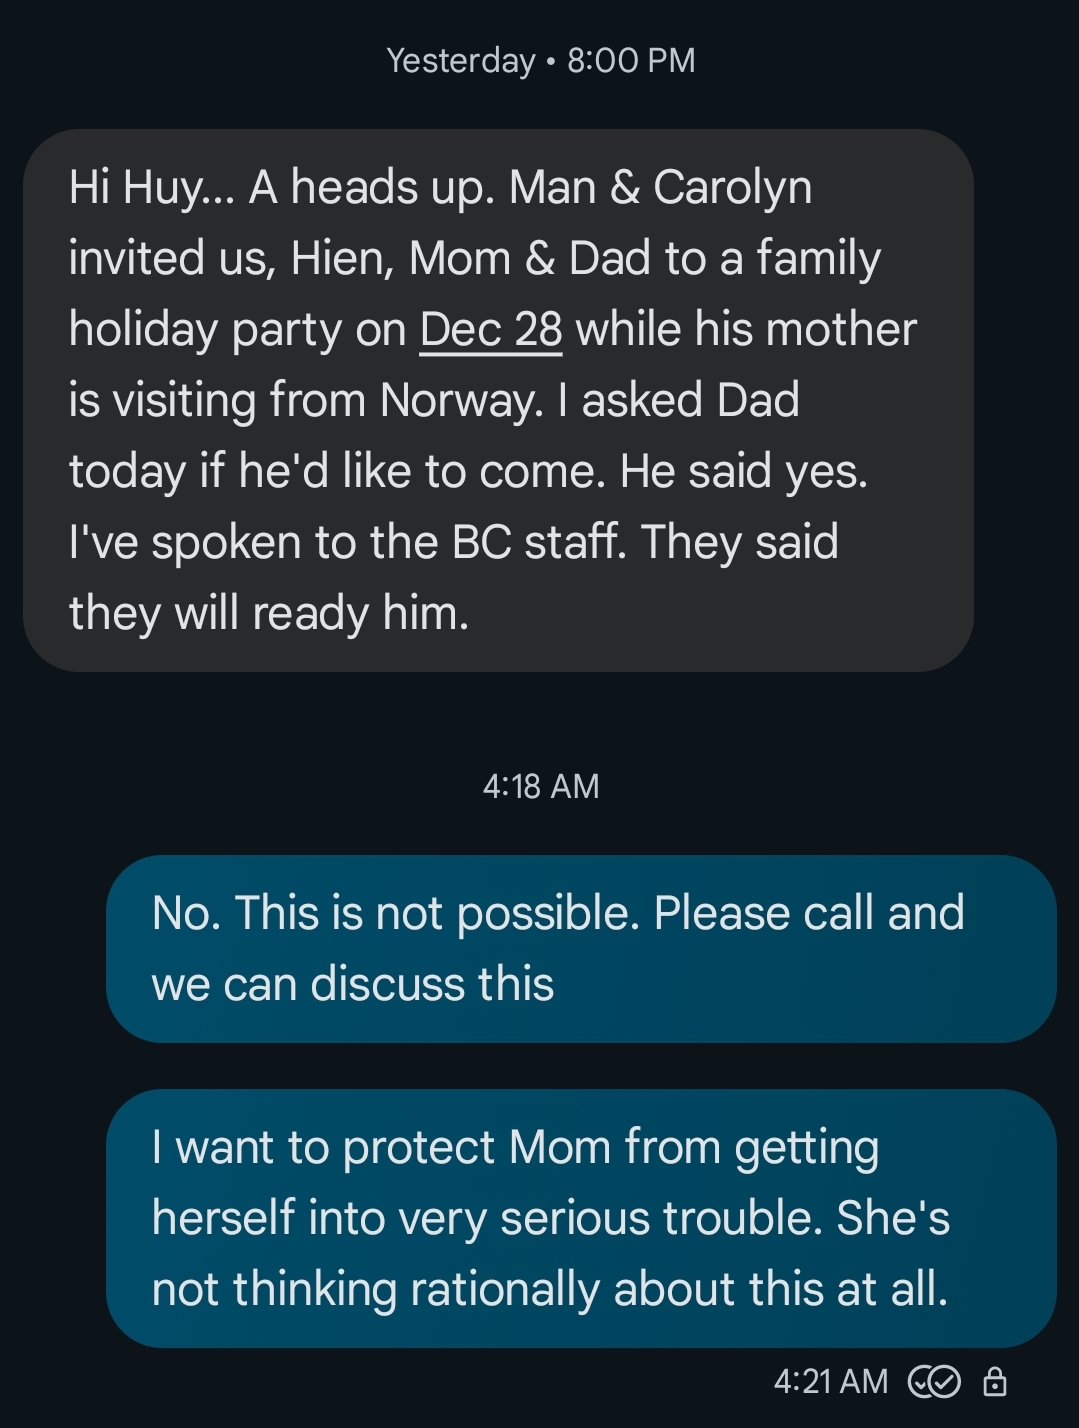 Yesterday • 8:00 PM
Hi Huy... A heads up. Man & Carolyn
invited us, Hien, Mom & Dad to a family
holiday party on Dec 28 while his mother
is visiting from Norway. I asked Dad
today if he'd like to come. He said yes.
I've spoken to the BC staff. They said
they will ready him.
4:18 AM
No. This is not possible. Please call and
we can discuss this
I want to protect Mom from getting
herself into very serious trouble. She's
not thinking rationally about this at all.
4:21 AM